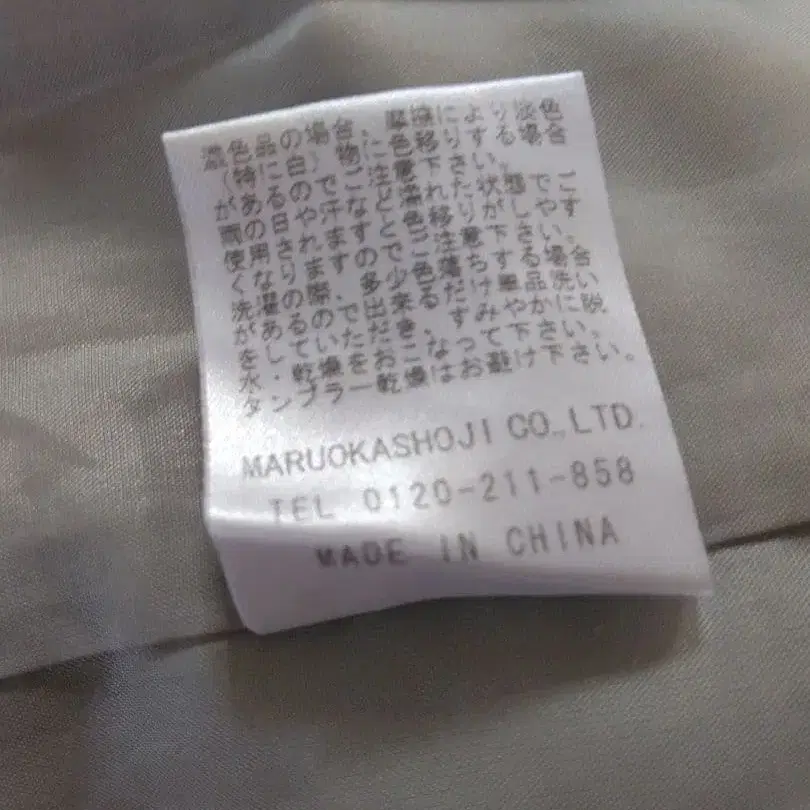 濃色品の場合、摩擦により淡色
（特に白）物に色移りする場合
があるのでご注意下さい。
雨の日や汗などで濡れた状態でご
使用されますと色移りがしやす
くなりますのでご注意下さい。
洗濯の際、多少色落ちする場合
があるので出来るだけ単品洗い
をしていただき、すみやかに脱
水・乾燥をおこなって下さい。
タンブラー乾燥はお避け下さい。
MARUOKASHOJI CO.,LTD.
TEL 0120-211-858
MADE IN CHINA